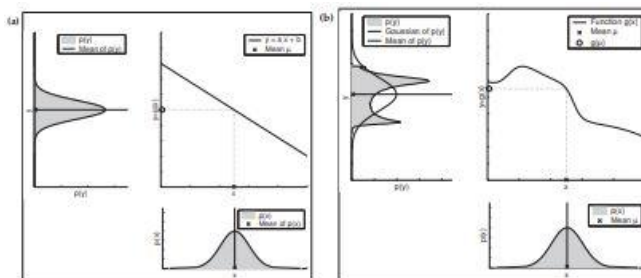 (a)
p(y)
Mean of p(y)
p(y)
y = a x + b
Mean μ
x
p(x)
Mean of p(x)
p(x)
x
(b)
p(y)
Gaussian of p(y)
Mean of p(y)
p(y)
Function g(x)
Mean μ
g(μ)
y=g(x)
x
p(x)
Mean μ
x